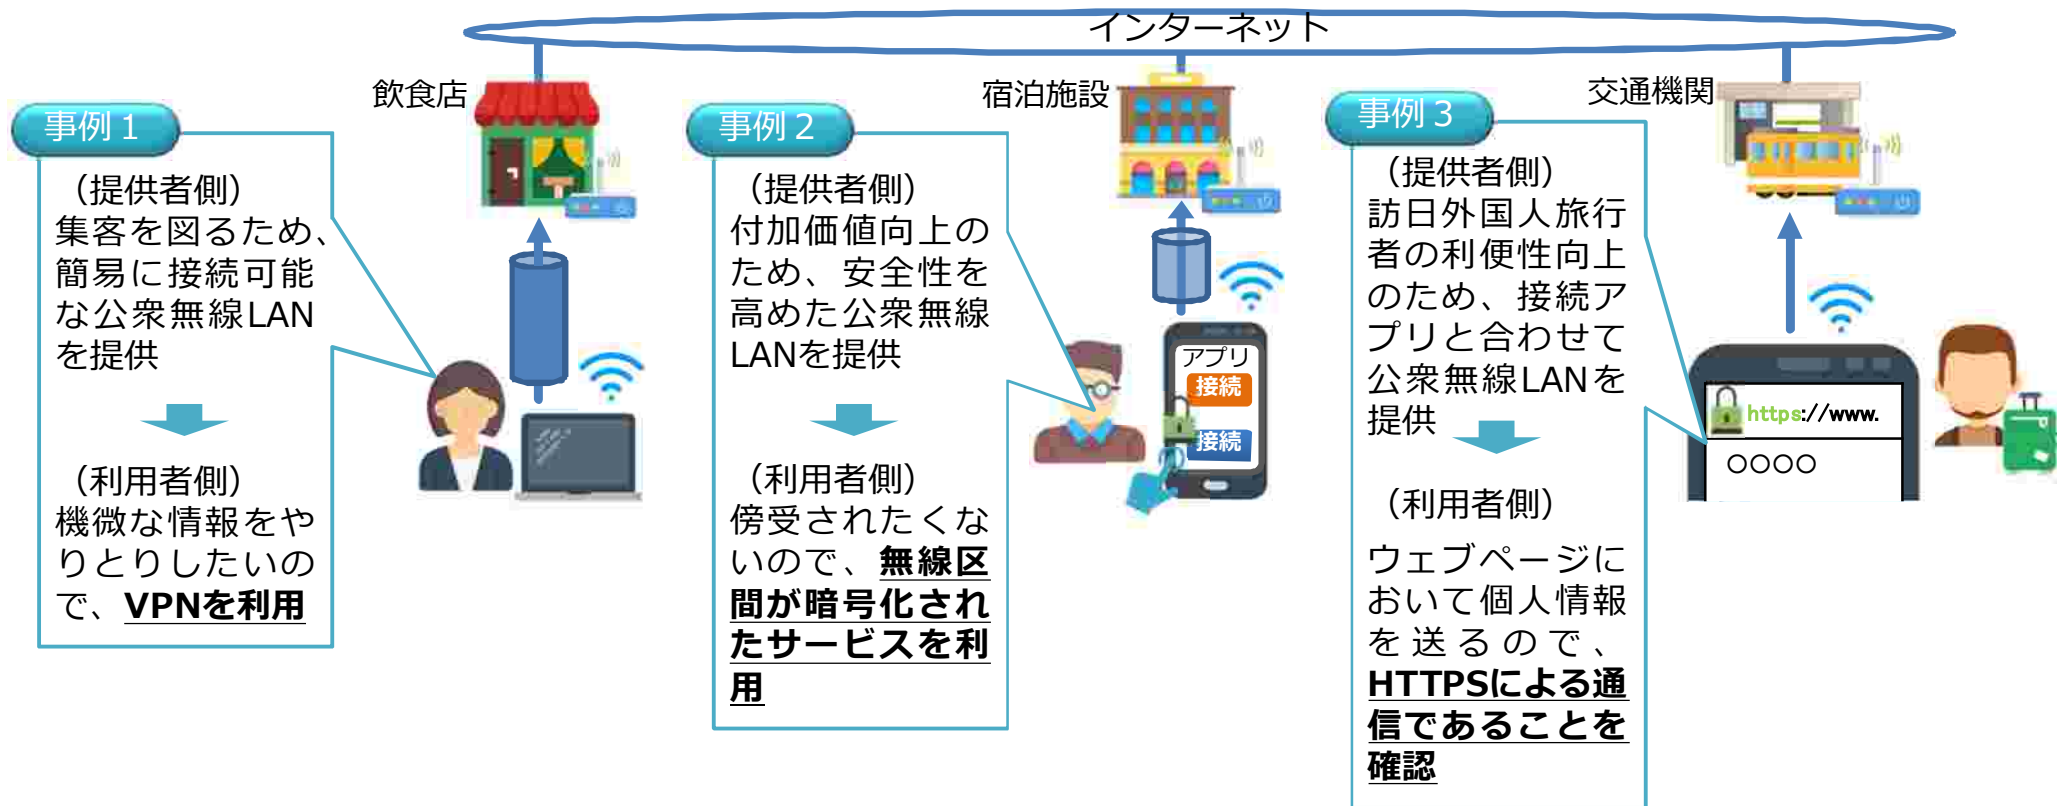 インターネット
飲食店
宿泊施設
交通機関
事例１
（提供者側）
集客を図るため、
簡易に接続可能
な公衆無線LAN
を提供
（利用者側）
機微な情報をや
りとりしたいの
で、VPNを利用
事例２
（提供者側）
付加価値向上の
ため、安全性を
高めた公衆無線
LANを提供
（利用者側）
傍受されたくな
いので、無線区
間が暗号化され
たサービスを利
用
アプリ
接続
接続
事例３
（提供者側）
訪日外国人旅行
者の利便性向上
のため、接続ア
プリと合わせて
公衆無線LANを
提供
（利用者側）
ウェブページに
おいて個人情報
を送るので、
HTTPSによる通
信であることを
確認
https://www.
○○○○